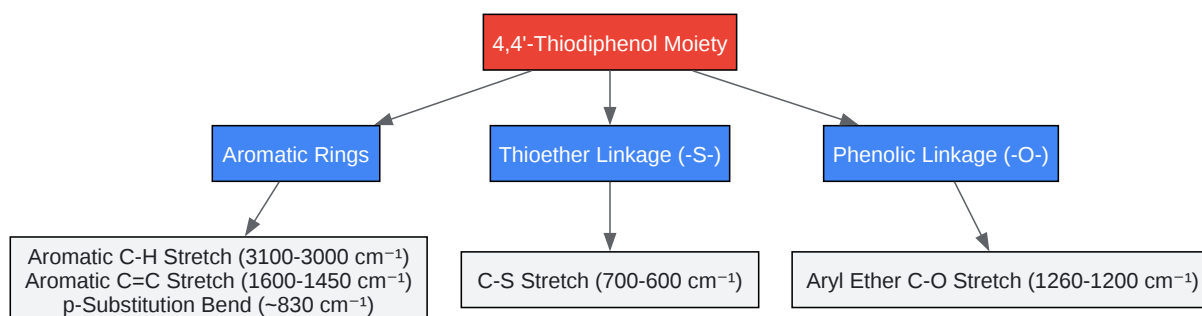 4,4'-Thiodiphenol Moiety
Aromatic Rings
Thioether Linkage (-S-)
Phenolic Linkage (-O-)
Aromatic C-H Stretch (3100-3000 cm⁻¹)
Aromatic C=C Stretch (1600-1450 cm⁻¹)
p-Substitution Bend (~830 cm⁻¹)
C-S Stretch (700-600 cm⁻¹)
Aryl Ether C-O Stretch (1260-1200 cm⁻¹)